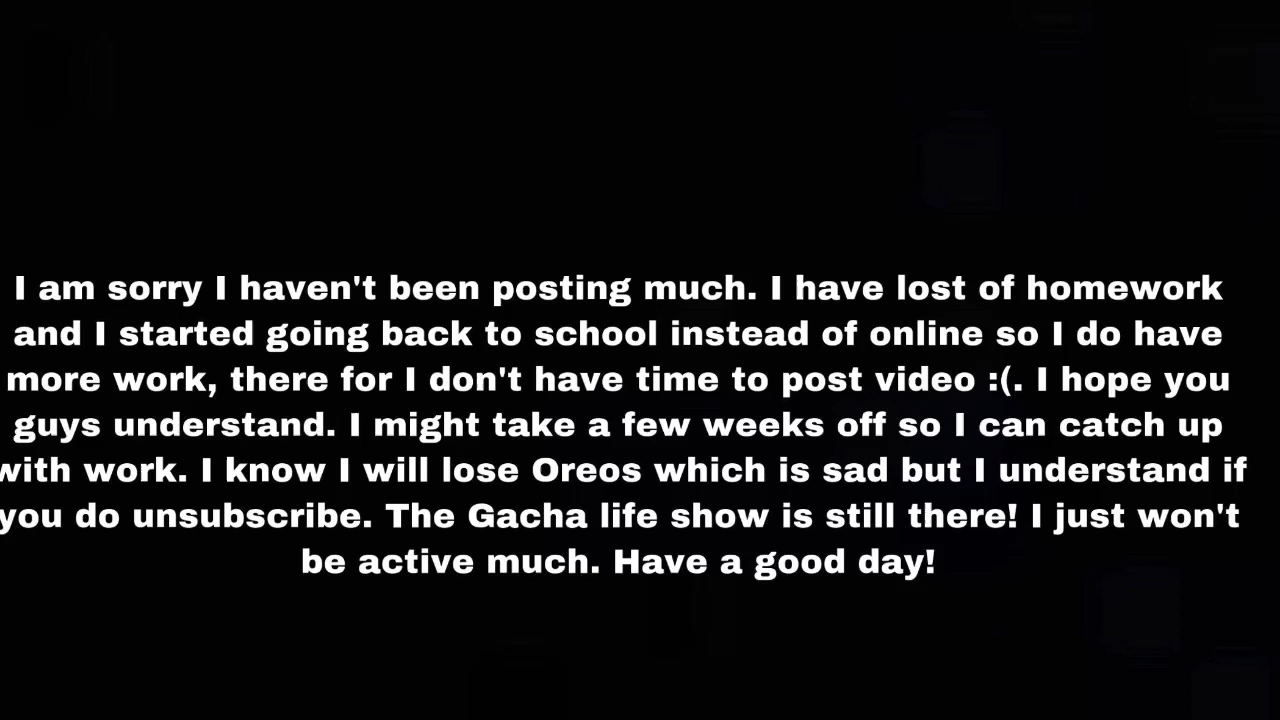 I am sorry I haven't been posting much. I have lost of homework
and I started going back to school instead of online so I do have
more work, there for I don't have time to post video :(. I hope you
guys understand. I might take a few weeks off so I can catch up
with work. I know I will lose Oreos which is sad but I understand if
you do unsubscribe. The Gacha life show is still there! I just won't
be active much. Have a good day!